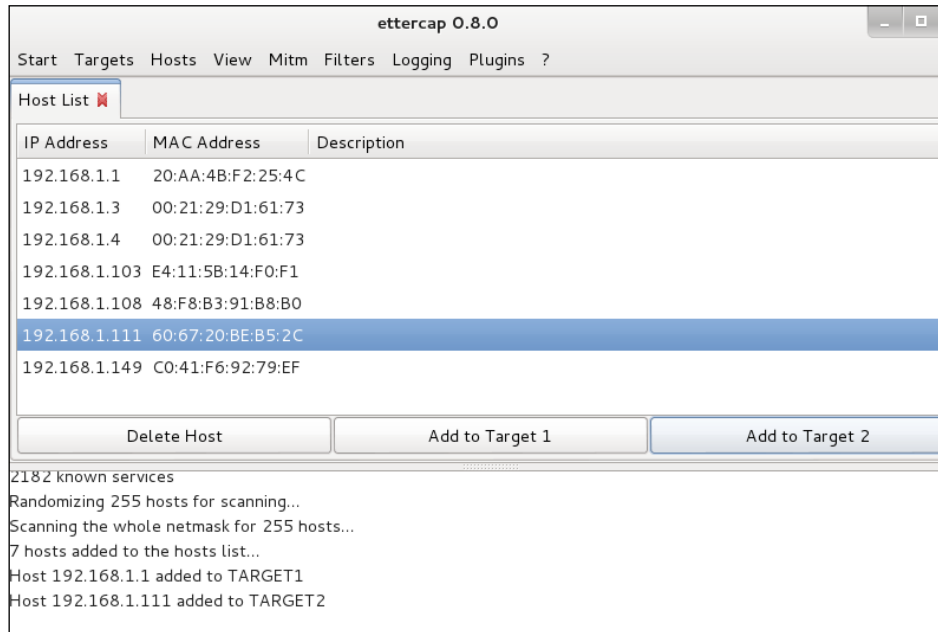 ettercap 0.8.0
Start Targets Hosts View Mitm Filters Logging Plugins ?
Host List
IP Address MAC Address Description
192.168.1.1 20:AA:4B:F2:25:4C
192.168.1.3 00:21:29:D1:61:73
192.168.1.4 00:21:29:D1:61:73
192.168.1.103 E4:11:5B:14:F0:F1
192.168.1.108 48:F8:B3:91:B8:B0
192.168.1.111 60:67:20:BE:B5:2C
192.168.1.149 C0:41:F6:92:79:EF
Delete Host Add to Target 1 Add to Target 2
2182 known services
Randomizing 255 hosts for scanning...
Scanning the whole netmask for 255 hosts...
7 hosts added to the hosts list...
Host 192.168.1.1 added to TARGET1
Host 192.168.1.111 added to TARGET2